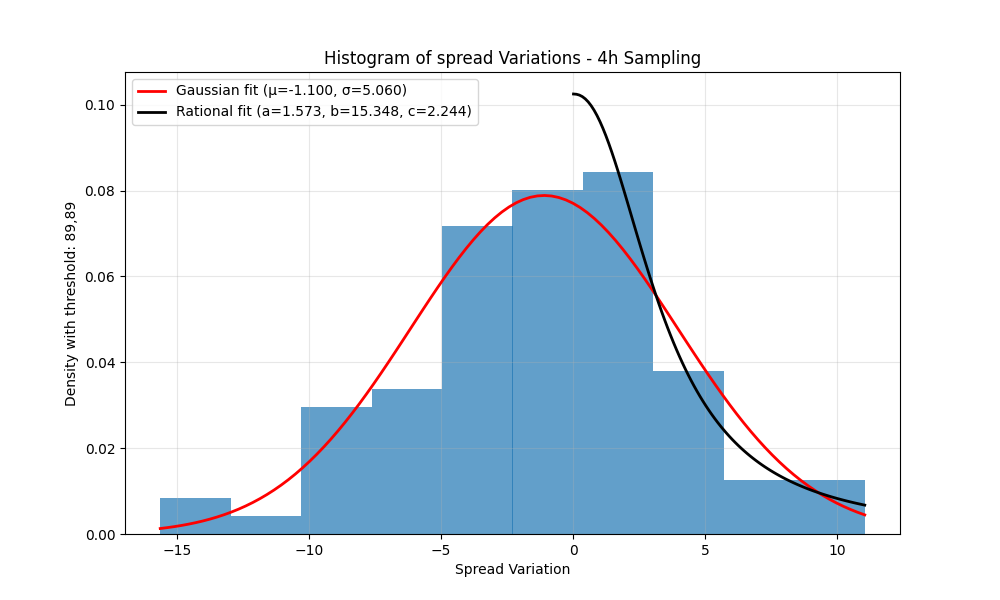 Histogram of spread Variations - 4h Sampling
Gaussian fit (μ=-1.100, σ=5.060)
Rational fit (a=1.573, b=15.348, c=2.244)
Density with threshold: 89,89
0.10
0.08
0.06
0.04
0.02
0.00
−15
−10
−5
0
5
10
Spread Variation